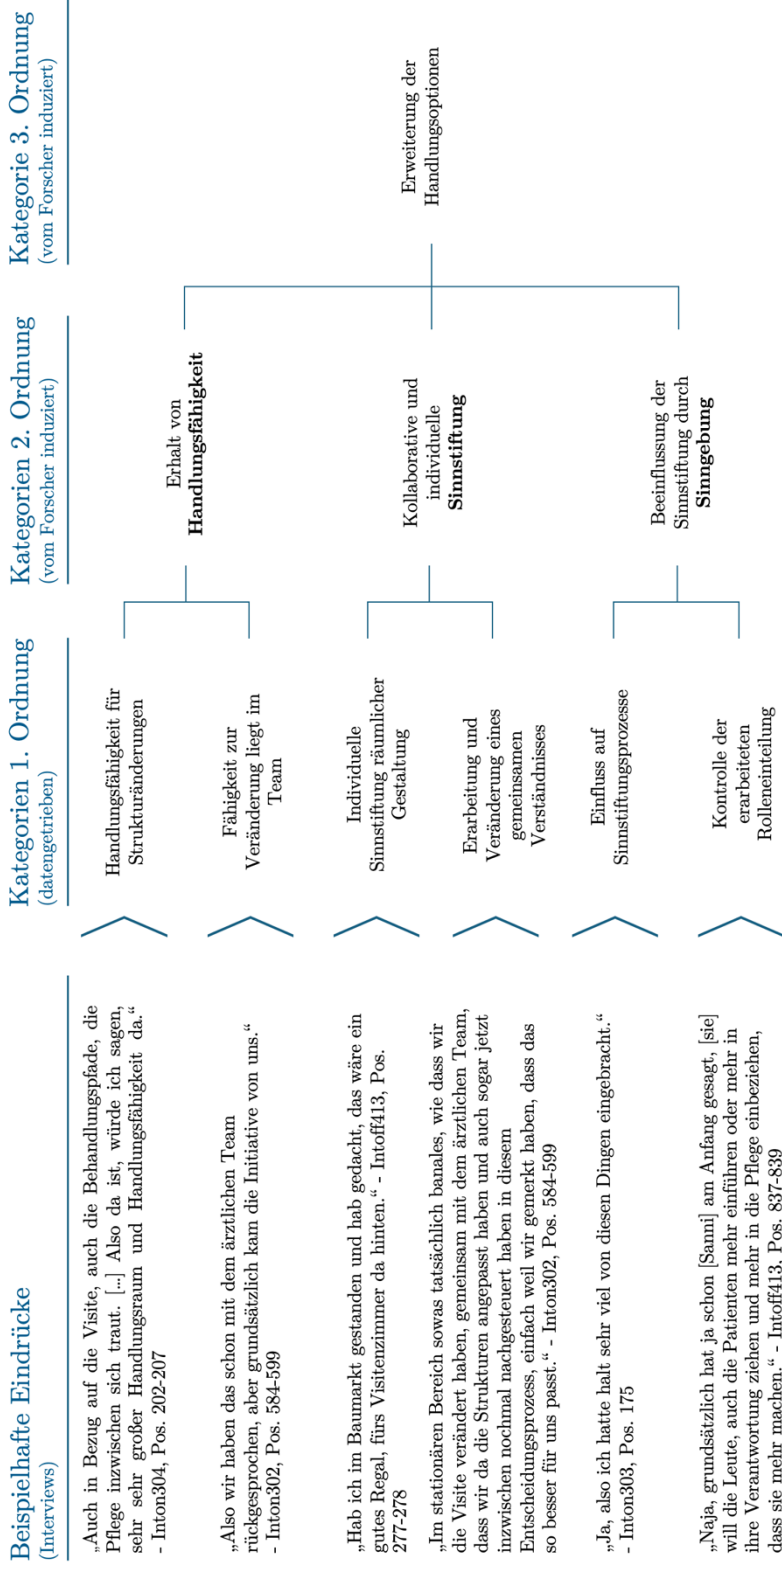 Beispielhafte Eindrücke
(Interviews)
„Auch in Bezug auf die Visite, auch die Behandlungspfade, die
Pflege inzwischen sich traut. [...] Also da ist, würde ich sagen,
sehr sehr großer Handlungsraum und Handlungsfähigkeit da.“
- Inton304, Pos. 202-207
„Also wir haben das schon mit dem ärztlichen Team
rückgesprochen, aber grundsätzlich kam die Initiative von uns.“
- Inton302, Pos. 584-599
„Hab ich im Baumarkt gestanden und hab gedacht, das wäre ein
gutes Regal, fürs Visitenzimmer da hinten.“ - Intoff413, Pos.
277-278
„Im stationären Bereich sowas tatsächlich banales, wie dass wir
die Visite verändert haben, gemeinsam mit dem ärztlichen Team,
dass wir da die Strukturen angepasst haben und auch sogar jetzt
inzwischen nochmal nachgesteuert haben in diesem
Entscheidungsprozess, einfach weil wir gemerkt haben, dass das
so besser für uns passt.“ - Inton302, Pos. 584-599
„Ja, also ich hatte halt sehr viel von diesen Dingen eingebracht.“
- Inton303, Pos. 175
„Naja, grundsätzlich hat ja schon [Sanni] am Anfang gesagt, [sie]
will die Leute, auch die Patienten mehr einführen oder mehr in
ihre Verantwortung ziehen und mehr in die Pflege einbeziehen,
dass sie mehr machen.“ - Intoff413, Pos. 837-839
Kategorien 1. Ordnung
(datengetrieben)
Handlungsfähigkeit für
Strukturänderungen
Fähigkeit zur
Veränderung liegt im
Team
Individuelle
Sinnstiftung räumlicher
Gestaltung
Erarbeitung und
Veränderung eines
gemeinsamen
Verständnisses
Einfluss auf
Sinnstiftungsprozesse
Kontrolle der
erarbeiteten
Rolleneinteilung
Kategorien 2. Ordnung
(vom Forscher induziert)
Erhalt von
Handlungsfähigkeit
Kollaborative und
individuelle
Sinnstiftung
Beeinflussung der
Sinnstiftung durch
Sinngebung
Kategorie 3. Ordnung
(vom Forscher induziert)
Erweiterung der
Handlungsoptionen